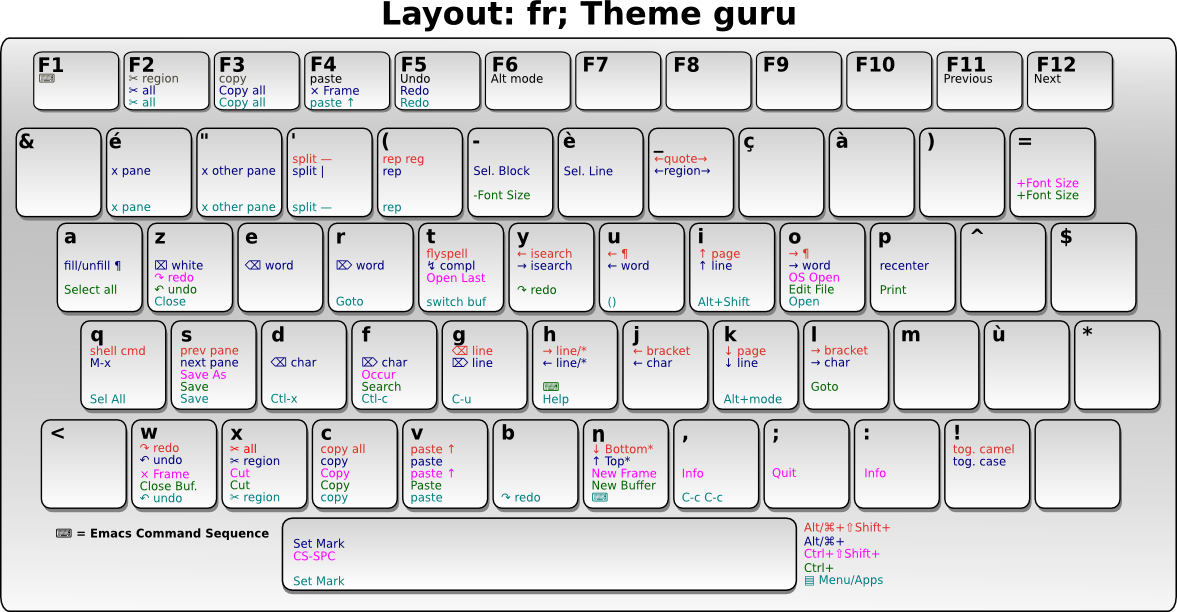 Layout: fr; Theme guru
F1
⌨
F2
✂ region
✂ all
✂ all
F3
copy
Copy all
Copy all
F4
paste
× Frame
paste ↑
F5
Undo
Redo
Redo
F6
Alt mode
F7
F8
F9
F10
F11
Previous
F12
Next
&
é
x pane
x pane
"
x other pane
x other pane
'
split —
split |
split —
(
rep reg
rep
rep
-
Sel. Block
-Font Size
è
Sel. Line
_
←quote→
←region→
ç
à
)
=
+Font Size
+Font Size
a
fill/unfill ¶
Select all
z
⌧ white
↷ redo
↶ undo
Close
e
⌫ word
r
⌦ word
Goto
t
flyspell
↯ compl
Open Last
switch buf
y
← isearch
→ isearch
↷ redo
u
← ¶
← word
()
i
↑ page
↑ line
Alt+Shift
o
→ ¶
→ word
OS Open
Edit File
Open
p
recenter
Print
^
$
q
shell cmd
M-x
Sel All
s
prev pane
next pane
Save As
Save
Save
d
⌫ char
Ctl-x
f
⌦ char
Occur
Search
Ctl-c
g
⌫ line
⌦ line
C-u
h
→ line/*
← line/*
⌨
Help
j
← bracket
← char
k
↓ page
↓ line
Alt+mode
l
→ bracket
→ char
Goto
m
ù
*
<
w
↷ redo
↶ undo
× Frame
Close Buf.
↶ undo
x
✂ all
✂ region
Cut
Cut
✂ region
c
copy all
copy
Copy
Copy
copy
v
paste ↑
paste
paste ↑
Paste
paste
b
↷ redo
n
↓ Bottom*
↑ Top*
New Frame
New Buffer
⌨
,
Info
C-c C-c
;
Quit
:
Info
!
tog. camel
tog. case
⌨ = Emacs Command Sequence
Set Mark
CS-SPC
Set Mark
Alt/⌘+⇧Shift+
Alt/⌘+
Ctrl+⇧Shift+
Ctrl+
▤ Menu/Apps